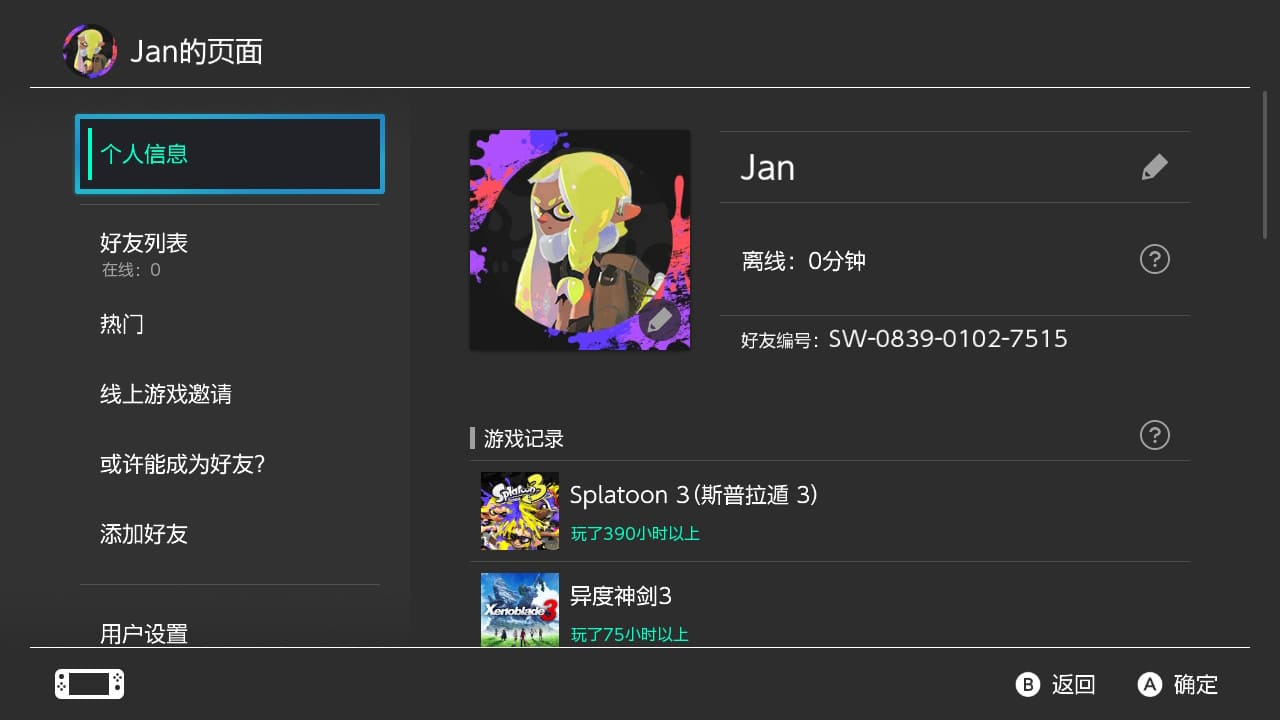 Jan的页面
个人信息
好友列表
在线：0
热门
线上游戏邀请
或许能成为好友？
添加好友
用户设置
Jan
离线：0分钟
?
好友编号：SW-0839-0102-7515
游戏记录
?
Splatoon 3
Splatoon 3（斯普拉遁 3）
玩了390小时以上
Xenoblade 3
异度神剑3
玩了75小时以上
B 返回
A 确定